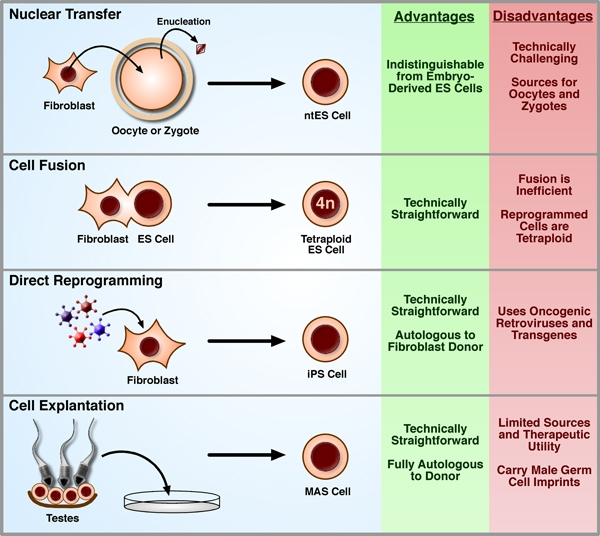 Nuclear Transfer
Enucleation
Fibroblast
Oocyte or Zygote
ntES Cell
Advantages
Disadvantages
Indistinguishable
from Embryo-
Derived ES Cells
Technically
Challenging
Sources for
Oocytes and
Zygotes
Cell Fusion
Fibroblast ES Cell
4n
Tetraploid
ES Cell
Technically
Straightforward
Fusion is
Inefficient
Reprogrammed
Cells are
Tetraploid
Direct Reprogramming
Fibroblast
iPS Cell
Technically
Straightforward
Autologous to
Fibroblast Donor
Uses Oncogenic
Retroviruses and
Transgenes
Cell Explantation
Testes
MAS Cell
Technically
Straightforward
Fully Autologous
to Donor
Limited Sources
and Therapeutic
Utility
Carry Male Germ
Cell Imprints